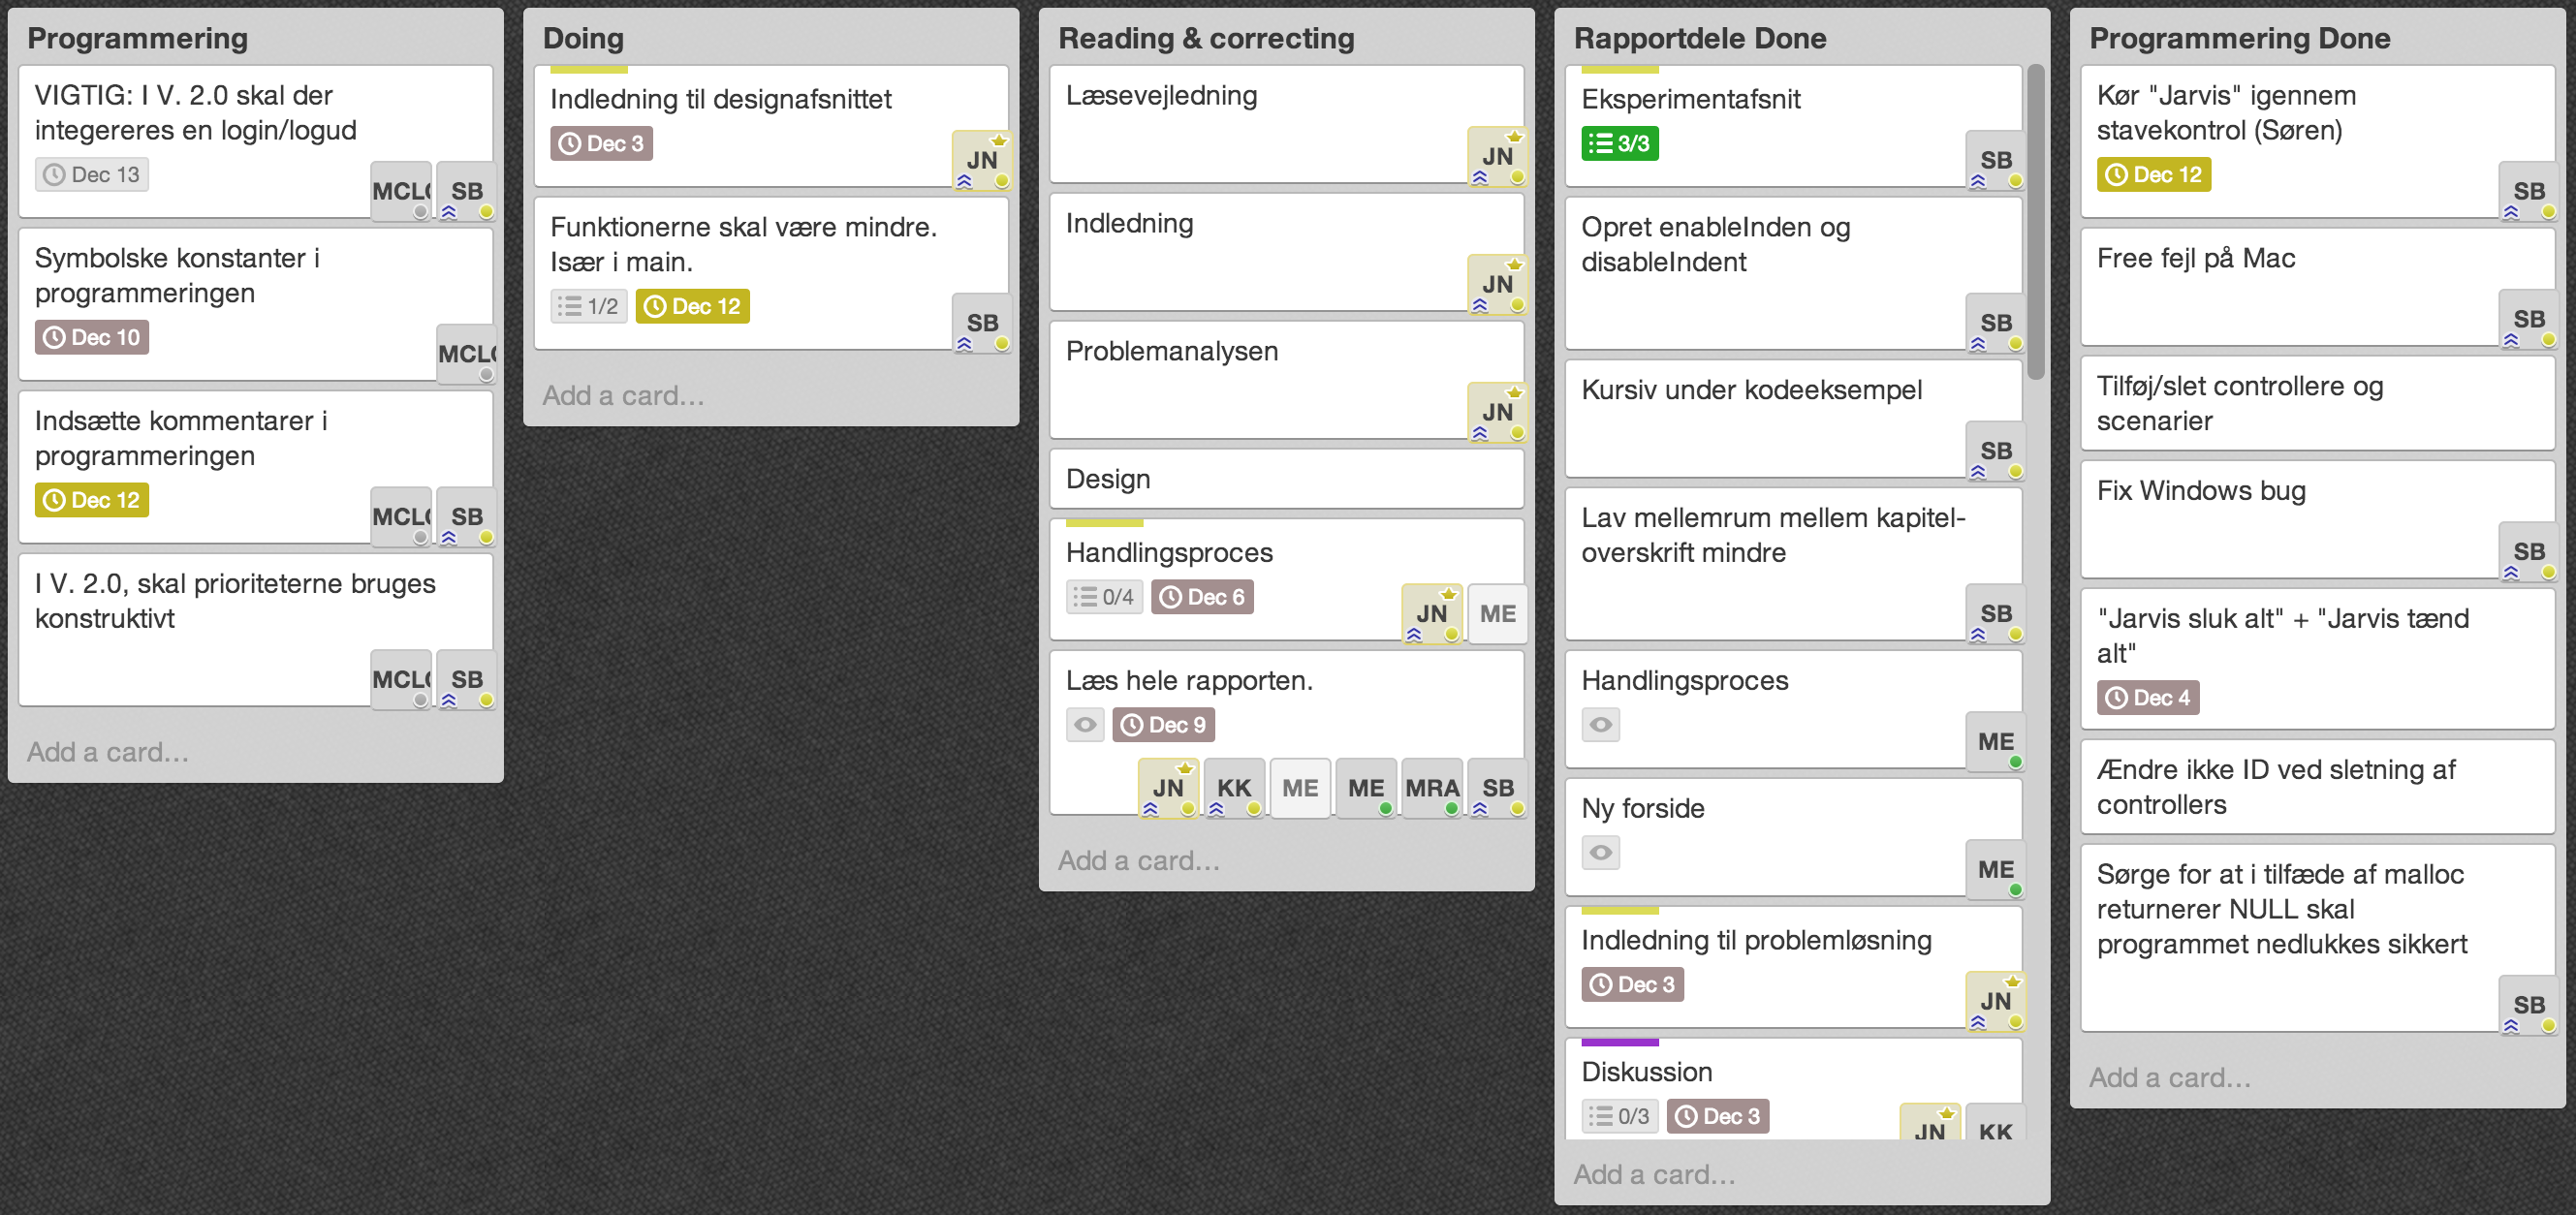 Programmering
VIGTIG: I V. 2.0 skal der
integereres en login/logud
Dec 13
MCL
SB
Symbolske konstanter i
programmeringen
Dec 10
MCL
Indsætte kommentarer i
programmeringen
Dec 12
MCL
SB
I V. 2.0, skal prioriteterne bruges
konstruktivt
MCL
SB
Add a card…
Doing
Indledning til designafsnittet
Dec 3
JN
Funktionerne skal være mindre.
Især i main.
1/2
Dec 12
SB
Add a card…
Reading & correcting
Læsevejledning
JN
Indledning
JN
Problemanalysen
JN
Design
Handlingsproces
0/4
Dec 6
JN
ME
Læs hele rapporten.
Dec 9
JN
KK
ME
ME
MRA
SB
Add a card…
Rapportdele Done
Eksperimentafsnit
3/3
SB
Opret enableInden og
disableIndent
SB
Kursiv under kodeeksempel
SB
Lav mellemrum mellem kapitel-
overskrift mindre
SB
Handlingsproces
ME
Ny forside
ME
Indledning til problemløsning
Dec 3
JN
Diskussion
0/3
Dec 3
JN
KK
Add a card…
Programmering Done
Kør "Jarvis" igennem
stavekontrol (Søren)
Dec 12
SB
Free fejl på Mac
SB
Tilføj/slet controllere og
scenarier
Fix Windows bug
SB
"Jarvis sluk alt" + "Jarvis tænd
alt"
Dec 4
Ændre ikke ID ved sletning af
controllers
Sørge for at i tilfæde af malloc
returnerer NULL skal
programmet nedlukkes sikkert
SB
Add a card…